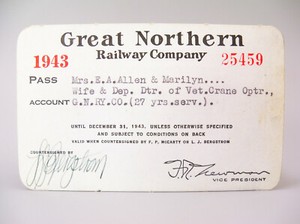 Great Northern
Railway Company
1943 25459
PASS Mrs.E.A.Allen & Marilyn....
Wife & Dep. Dtr. of Vet.Crane Optr.,
ACCOUNT G.N.RY.CO.(27 yrs.serv.).
UNTIL DECEMBER 31, 1943, UNLESS OTHERWISE SPECIFIED
AND SUBJECT TO CONDITIONS ON BACK
VALID WHEN COUNTERSIGNED BY F. P. McCARTY OR L. J. BERGSTROM
COUNTERSIGNED BY
L J Bergstrom
F.R. Newman
VICE PRESIDENT